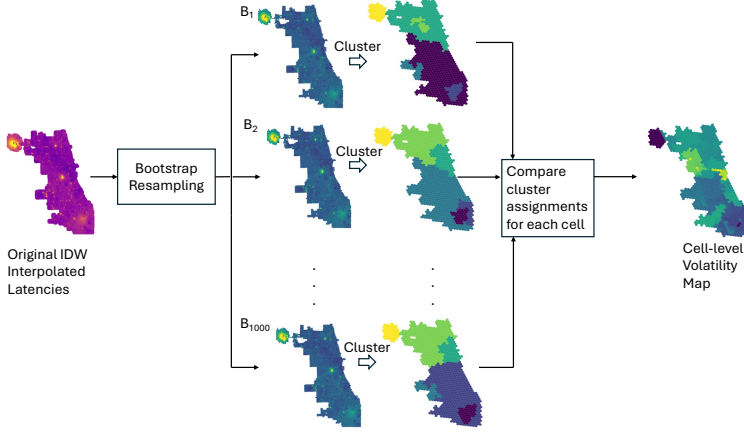 B1
Cluster
B2
Cluster
Bootstrap
Resampling
Compare
cluster
assignments
for each cell
Original IDW
Interpolated
Latencies
Cell-level
Volatility
Map
. .
. .
. .
B1000
Cluster